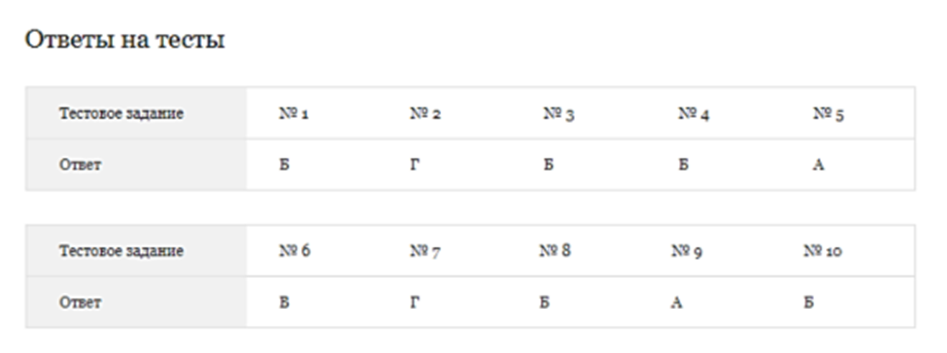 Ответы на тесты
Тестовое задание № 1 № 2 № 3 № 4 № 5
Ответ Б Г Б Б А
Тестовое задание № 6 № 7 № 8 № 9 № 10
Ответ В Г Б А Б